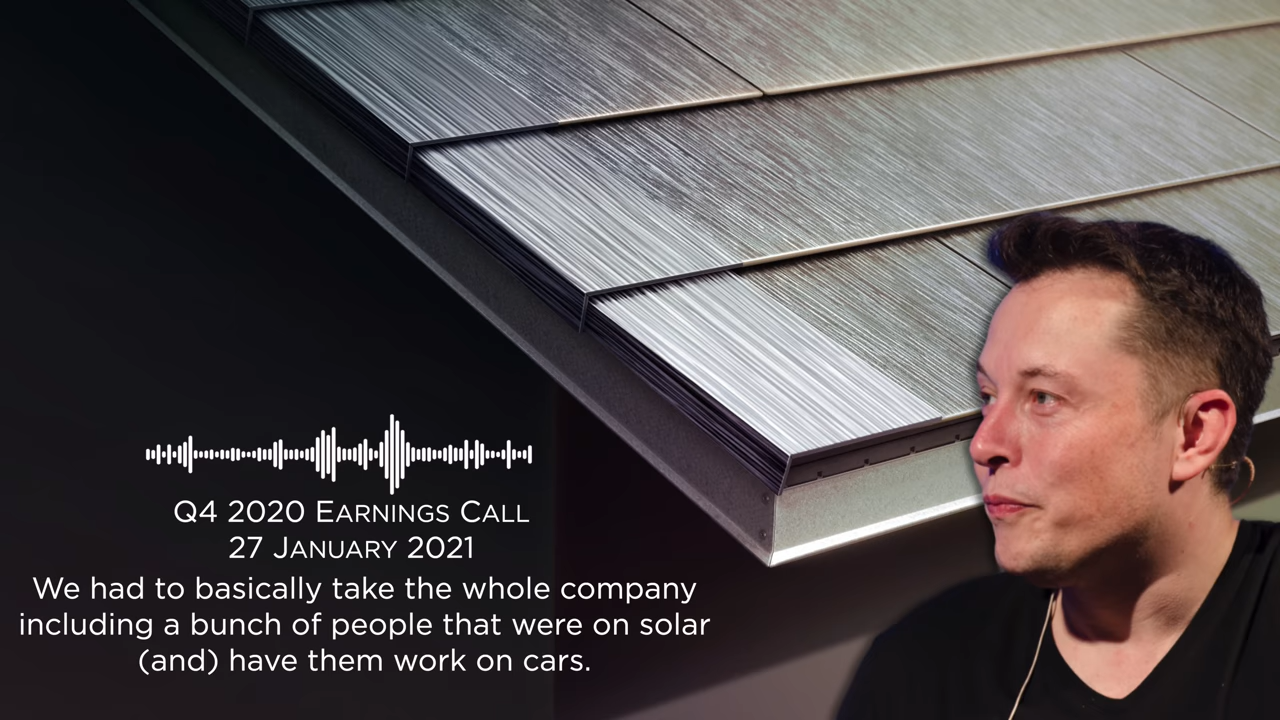 Q4 2020 Earnings Call
27 January 2021
We had to basically take the whole company
including a bunch of people that were on solar
(and) have them work on cars.